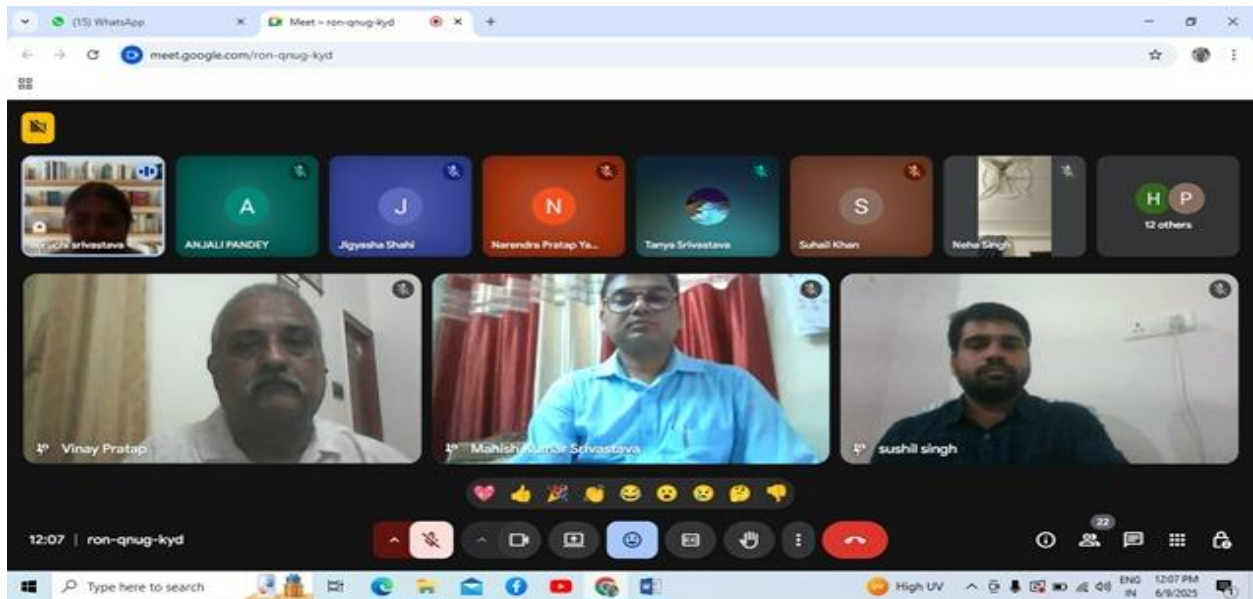 (15) WhatsApp
Meet – ron-qnug-kyd
meet.google.com/ron-qnug-kyd
srivastava
A
ANJALI PANDEY
J
Jigyasha Shahi
N
Narendra Pratap Ya...
Tanya Srivastava
S
Suhail Khan
Neha Singh
H P
12 others
Vinay Pratap
Mahish Kumar Srivastava
sushil singh
12:07 | ron-qnug-kyd
22
Type here to search
High UV
ENG
IN
12:07 PM
6/9/2025